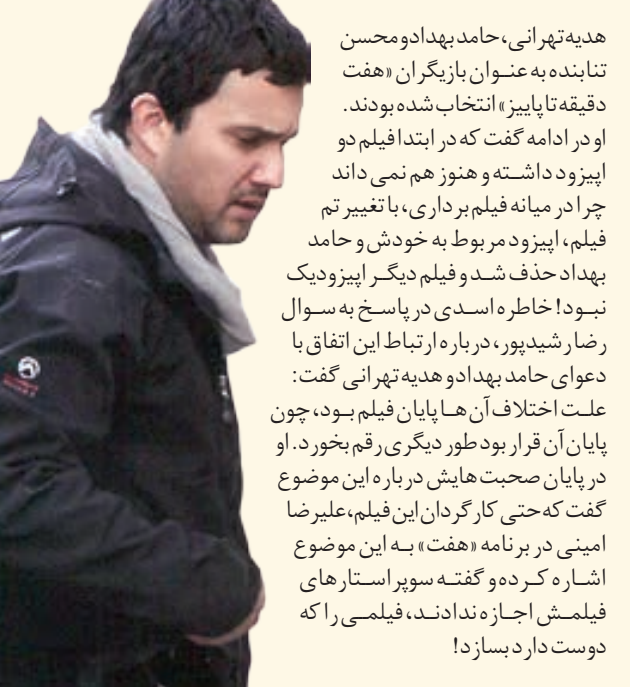 هدیه تهرانی، حامد بهداد و محسن
تنابنده به عنوان بازیگران «هفت
دقیقه تا پاییز» انتخاب شده بودند.
او در ادامه گفت که در ابتدا فیلم دو
اپیزود داشته و هنوز هم نمی داند
چرا در میانه فیلم برداری، با تغییر تم
فیلم، اپیزود مربوط به خودش و حامد
بهداد حذف شد و فیلم دیگر اپیزودیک
نبود! خاطره اسدی در پاسخ به سوال
رضا رشیدپور، درباره ارتباط این اتفاق با
دعوای حامد بهداد و هدیه تهرانی گفت:
علت اختلاف آن ها پایان فیلم بود، چون
پایان آن قرار بود طور دیگری رقم بخورد. او
در پایان صحبت هایش درباره این موضوع
گفت که حتی کارگردان این فیلم، علیرضا
امینی در برنامه «هفت» به این موضوع
اشاره کرده و گفته سوپراستارهای
فیلمش اجازه ندادند، فیلمی را که
دوست دارد بسازد!